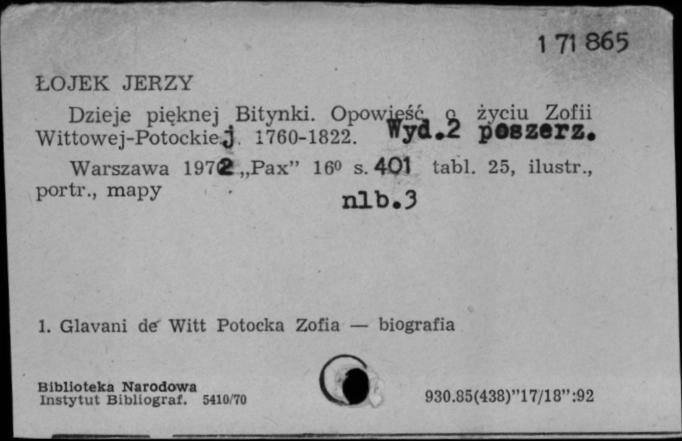 1 71 865
ŁOJEK JERZY
Dzieje pięknej Bitynki. Opowieść o życiu Zofii
Wittowej-Potockiej. 1760-1822. Wyd.2 poszerz.
Warszawa 1972 „Pax” 16⁰ s. 401 tabl. 25, ilustr.,
portr., mapy nlb.3
1. Glavani de Witt Potocka Zofia — biografia
Biblioteka Narodowa
Instytut Bibliograf. 5410/70 930.85(438)”17/18”:92